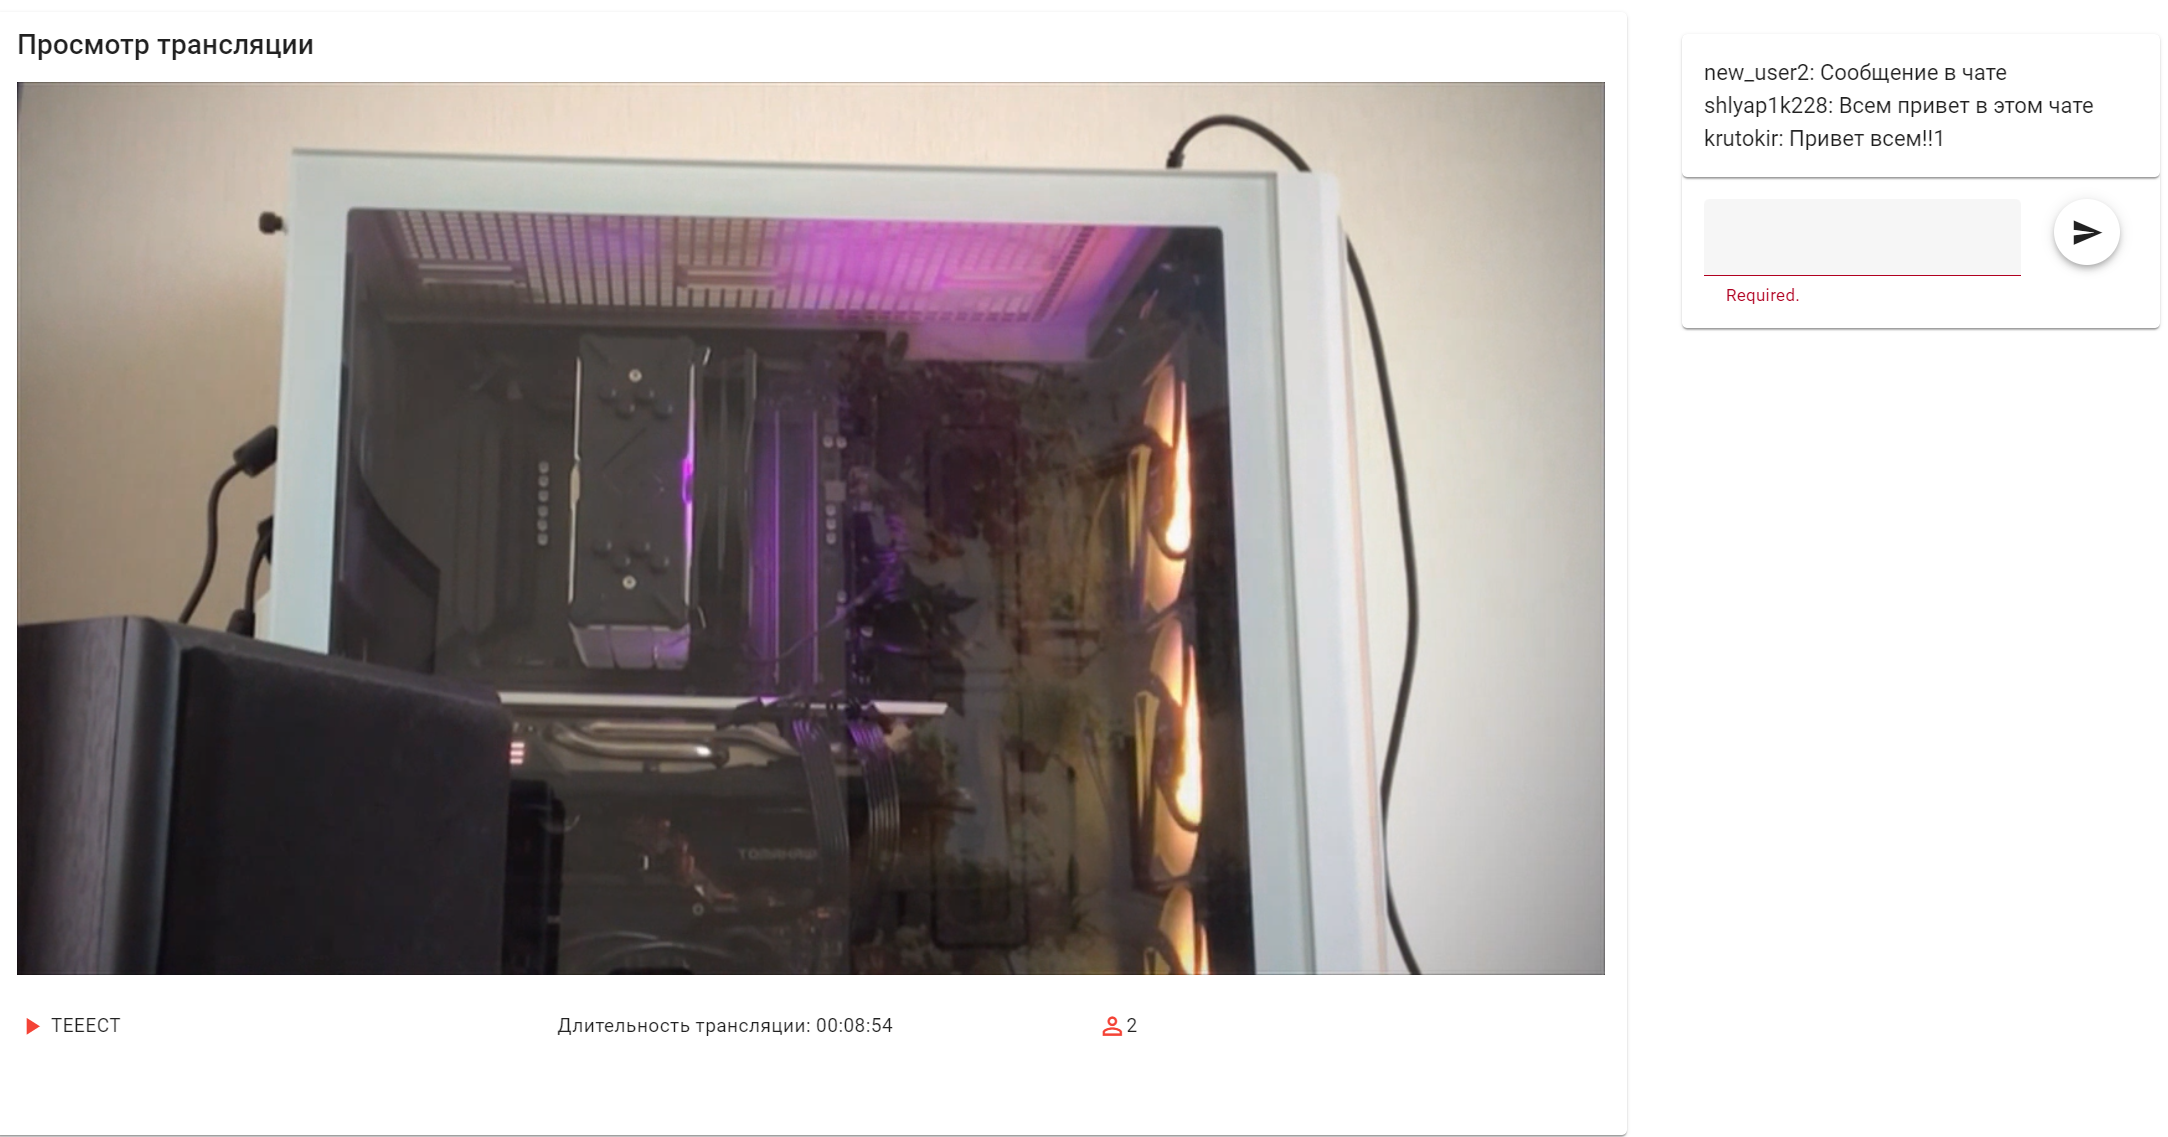 Просмотр трансляции
new_user2: Сообщение в чате
shlyap1k228: Всем привет в этом чате
krutokir: Привет всем!!1
Required.
TOMAHAWK
ТЕЕЕСТ
Длительность трансляции: 00:08:54
2